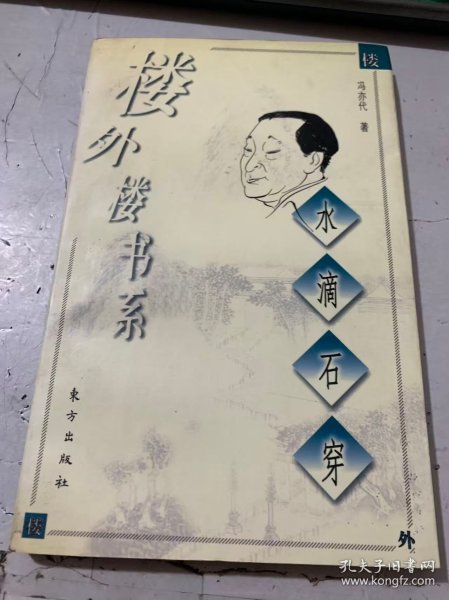 楼
冯亦代 著
楼外楼书系
水滴石穿
東方出版社
楼
外
孔夫子旧书网
www.kongfz.com